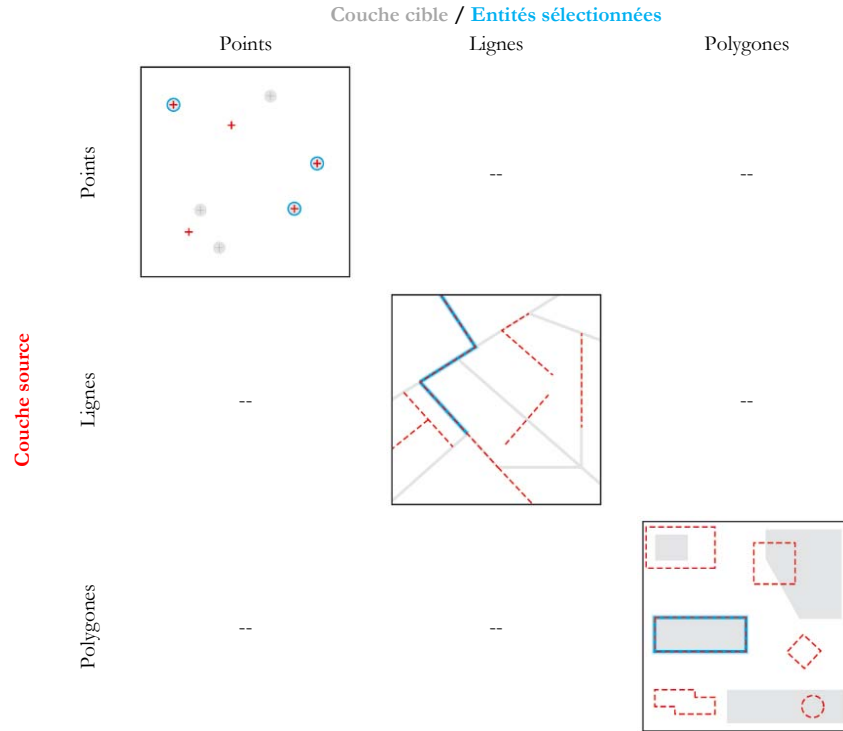 Couche cible / Entités sélectionnées
Points Lignes Polygones
Points
-- --
Couche source
Lignes
-- --
Polygones
-- --